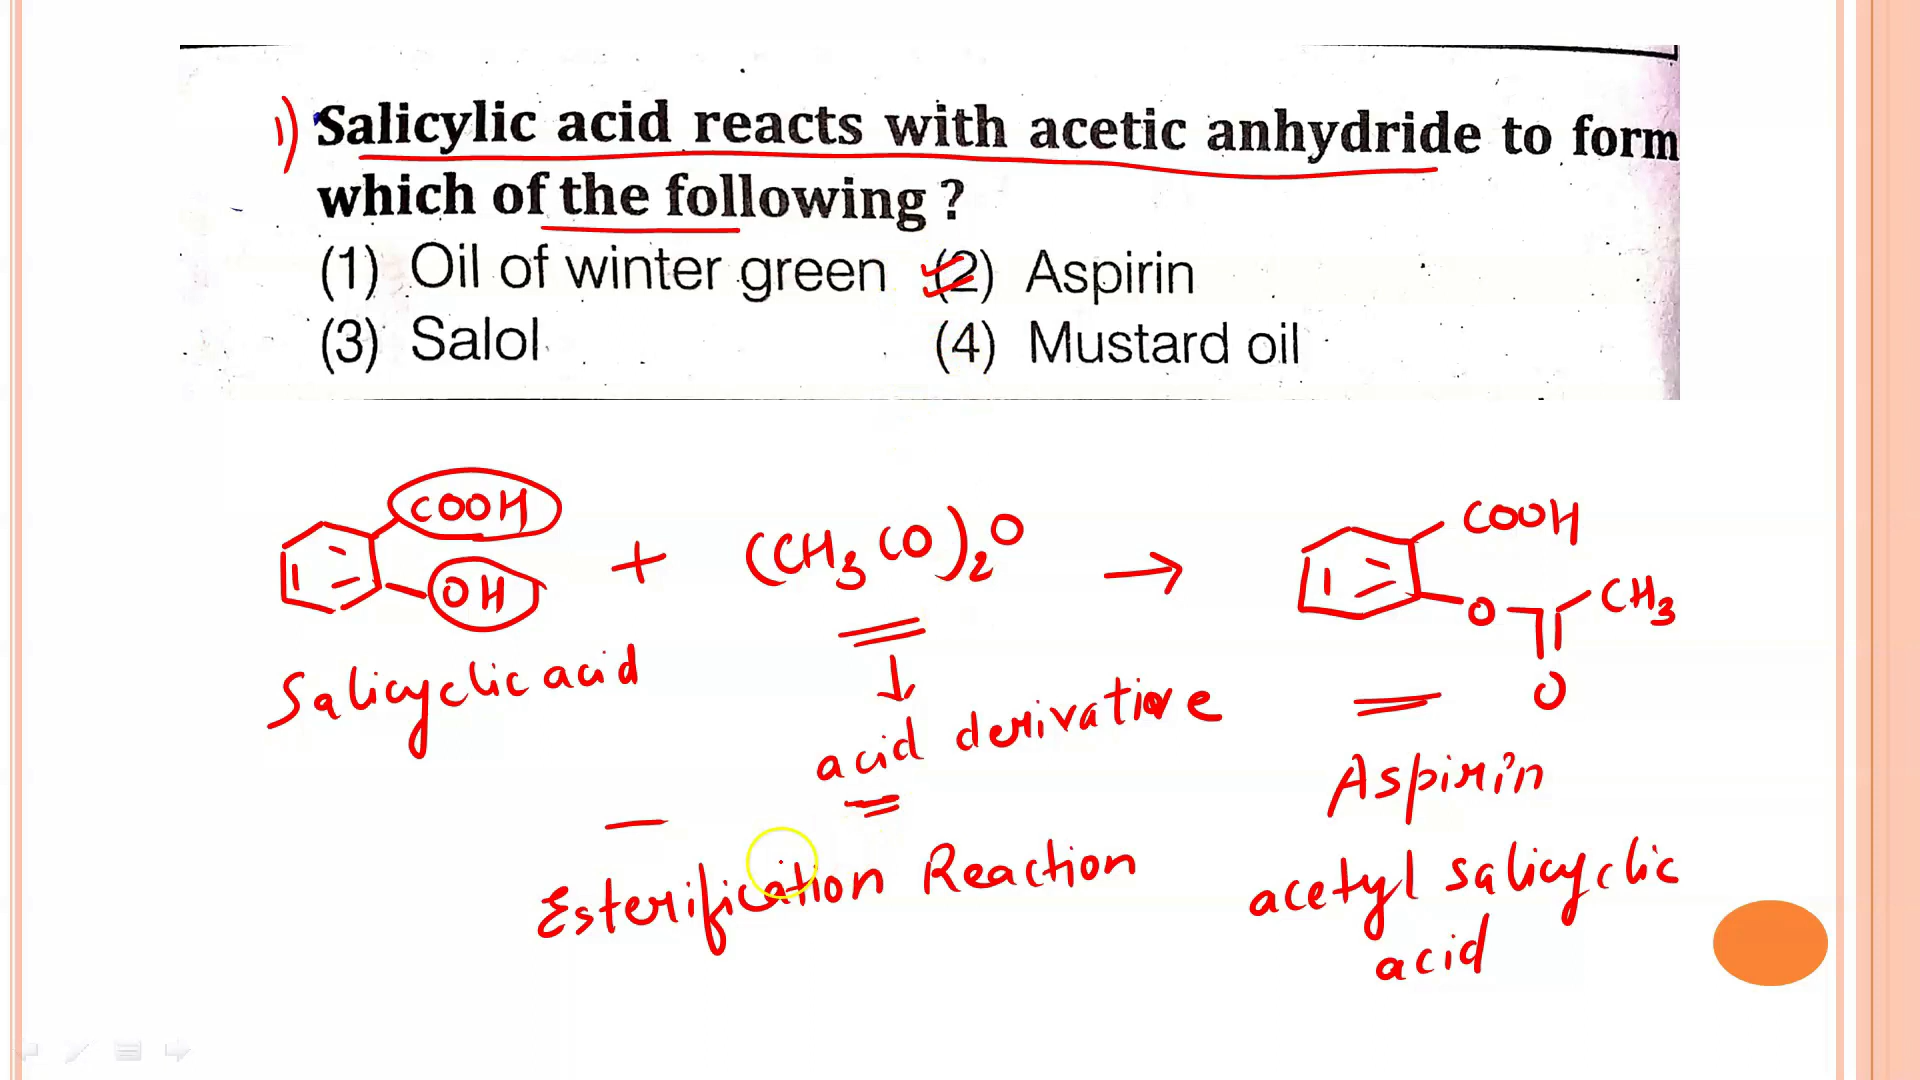 1) Salicylic acid reacts with acetic anhydride to form
which of the following ?
(1) Oil of winter green (2) Aspirin
(3) Salol (4) Mustard oil
COOH
OH
+ (CH3CO)2O →
COOH
O CH3
O
Salicyclic acid
acid derivative
Aspirin
Esterification Reaction
acetyl salicyclic
acid